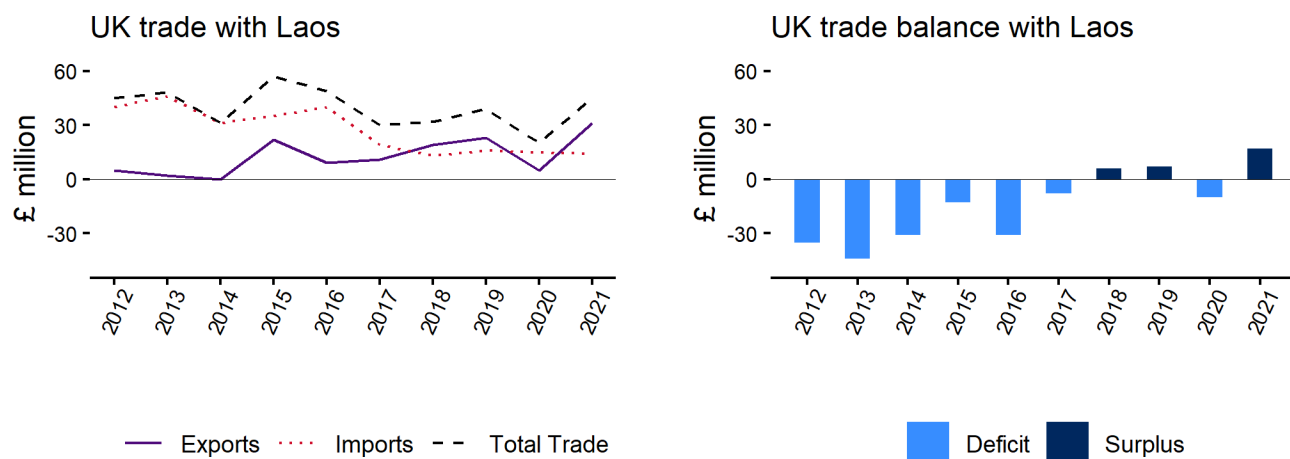 UK trade with Laos
£ million
60
30
0
-30
2012 2013 2014 2015 2016 2017 2018 2019 2020 2021
Exports Imports Total Trade
UK trade balance with Laos
£ million
60
30
0
-30
2012 2013 2014 2015 2016 2017 2018 2019 2020 2021
Deficit Surplus